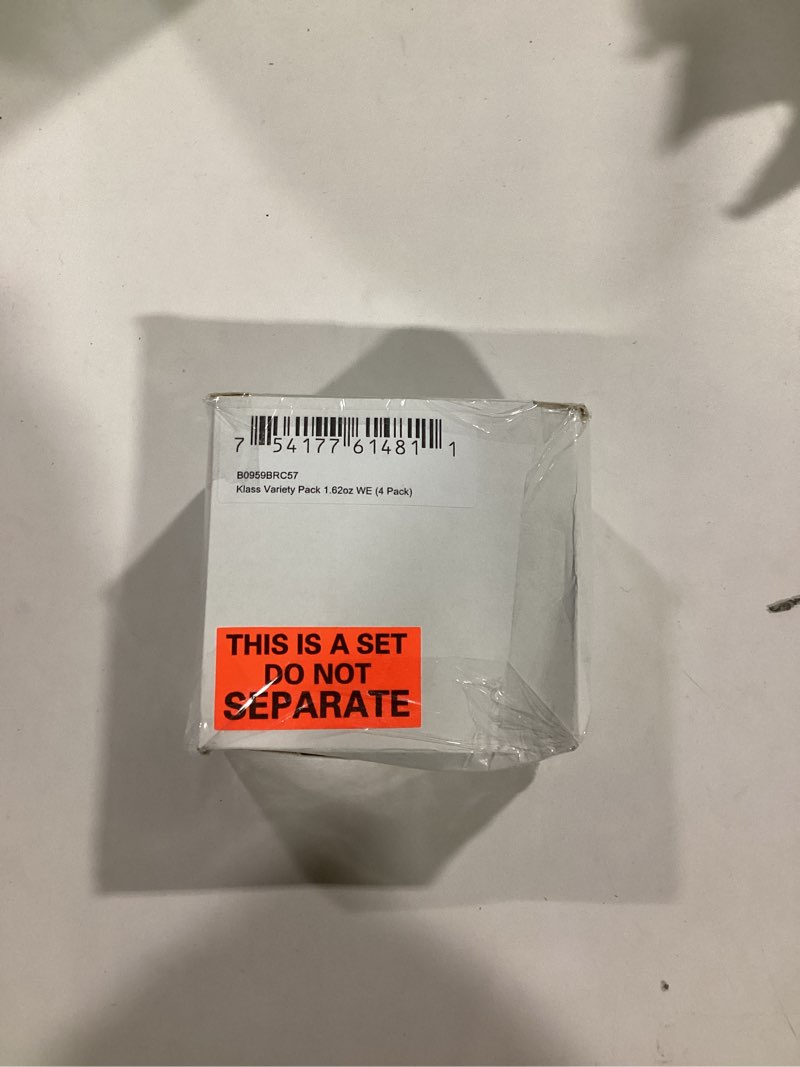 7 54177 61481 1
B0959BRC57
Klass Variety Pack 1.62oz WE (4 Pack)
THIS IS A SET
DO NOT
SEPARATE